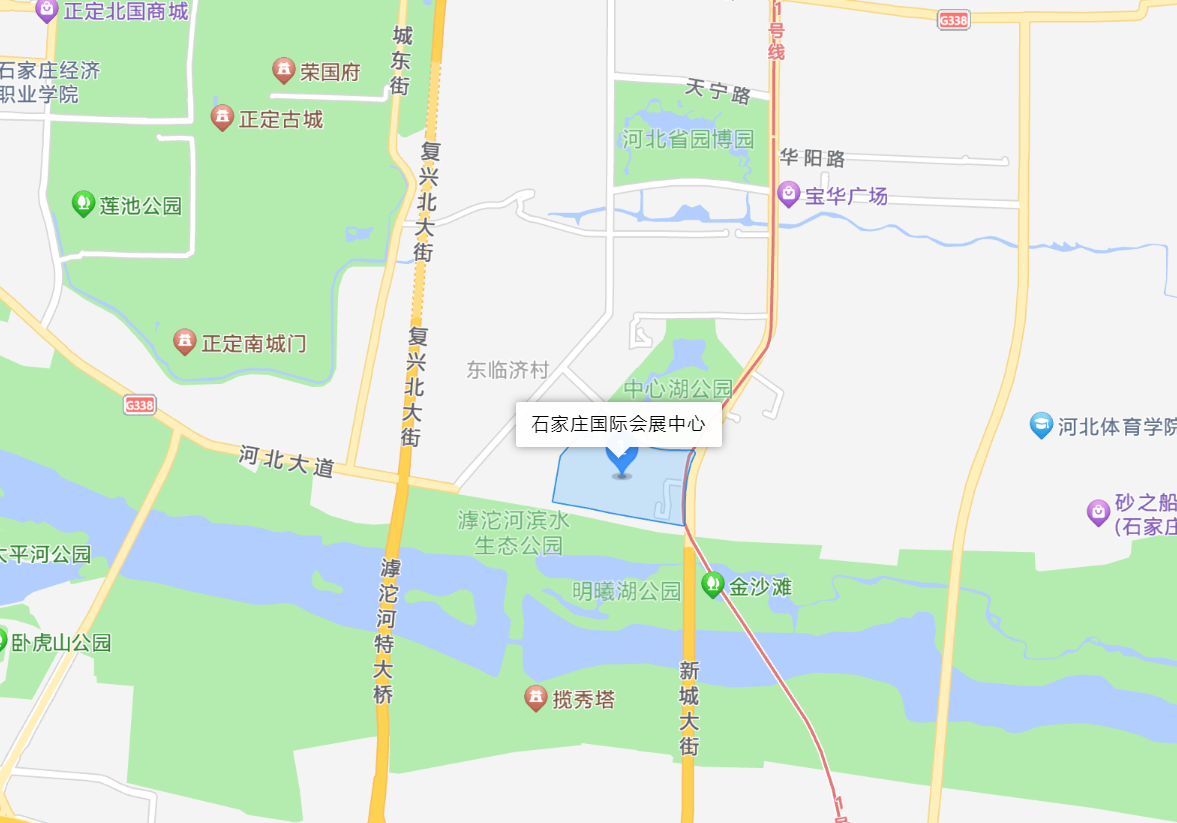 正定北国商城
G338
1号线
城东街
石家庄经济
职业学院
荣国府
天宁路
正定古城
河北省园博园
华阳路
复兴北大街
宝华广场
莲池公园
正定南城门
复兴北大街
东临济村
中心湖公园
G338
石家庄国际会展中心
河北体育学院
河北大道
砂之船
(石家庄
滹沱河滨水
生态公园
太平河公园
滹沱河特大桥
明曦湖公园
金沙滩
卧虎山公园
新城大街
揽秀塔
1号